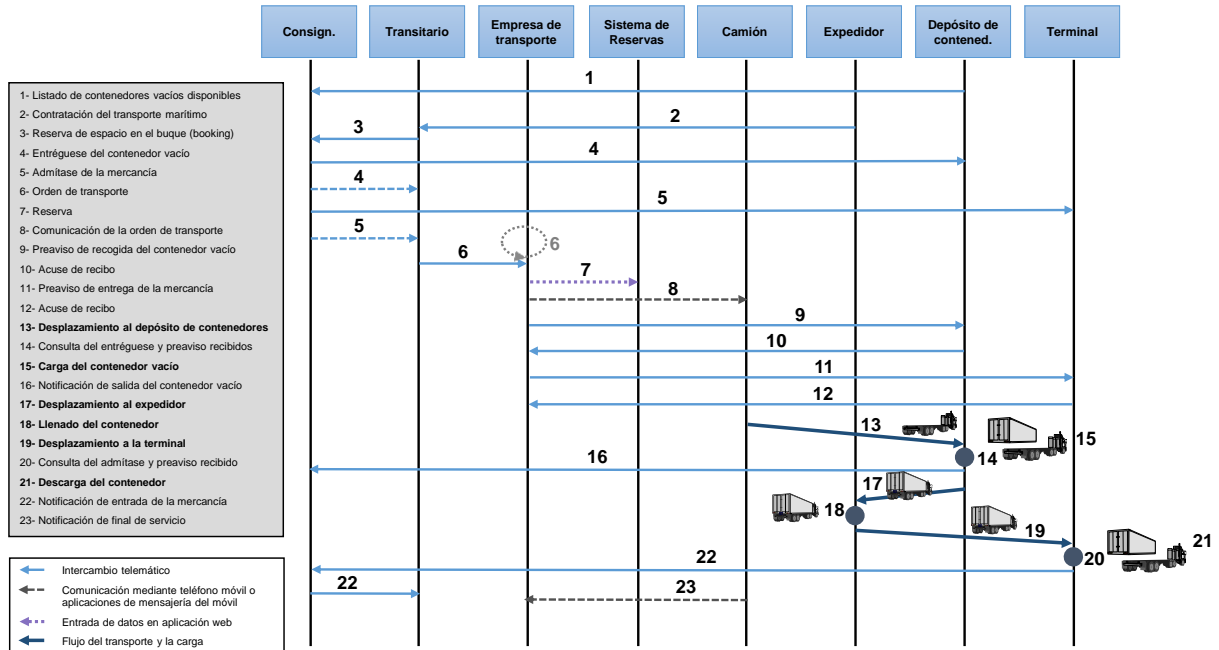 Consign.
Transitario
Empresa de
transporte
Sistema de
Reservas
Camión
Expedidor
Depósito de
contened.
Terminal
1- Listado de contenedores vacíos disponibles
2- Contratación del transporte marítimo
3- Reserva de espacio en el buque (booking)
4- Entréguese del contenedor vacío
5- Admítase de la mercancía
6- Orden de transporte
7- Reserva
8- Comunicación de la orden de transporte
9- Preaviso de recogida del contenedor vacío
10- Acuse de recibo
11- Preaviso de entrega de la mercancía
12- Acuse de recibo
13- Desplazamiento al depósito de contenedores
14- Consulta del entréguese y preaviso recibidos
15- Carga del contenedor vacío
16- Notificación de salida del contenedor vacío
17- Desplazamiento al expedidor
18- Llenado del contenedor
19- Desplazamiento a la terminal
20- Consulta del admítase y preaviso recibido
21- Descarga del contenedor
22- Notificación de entrada de la mercancía
23- Notificación de final de servicio
Intercambio telemático
Comunicación mediante teléfono móvil o
aplicaciones de mensajería del móvil
Entrada de datos en aplicación web
Flujo del transporte y la carga
1
2
3
4
4
5
5
6
6
7
8
9
10
11
12
13
15
14
16
17
18
19
21
20
22
22
23